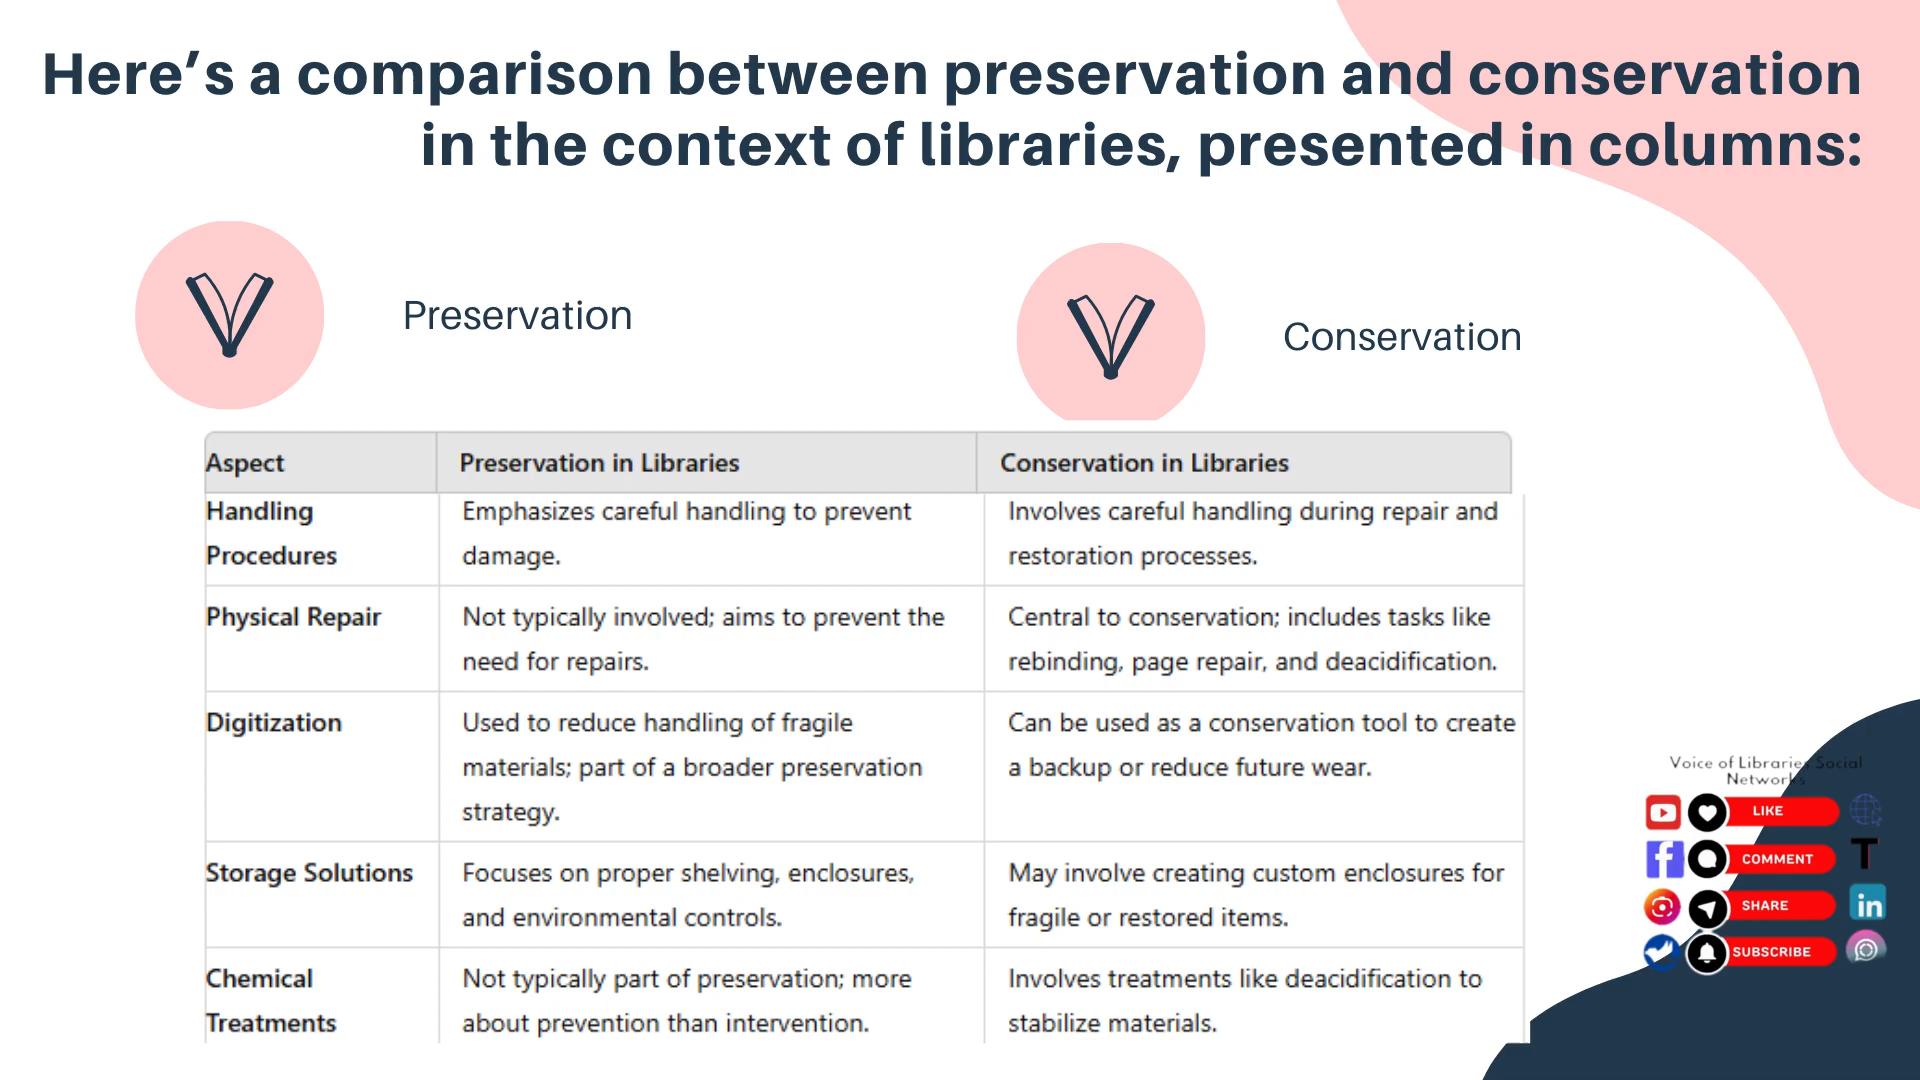 Here’s a comparison between preservation and conservation
in the context of libraries, presented in columns:
Preservation
Conservation
Aspect
Preservation in Libraries
Conservation in Libraries
Handling
Procedures
Emphasizes careful handling to prevent
damage.
Involves careful handling during repair and
restoration processes.
Physical Repair
Not typically involved; aims to prevent the
need for repairs.
Central to conservation; includes tasks like
rebinding, page repair, and deacidification.
Digitization
Used to reduce handling of fragile
materials; part of a broader preservation
strategy.
Can be used as a conservation tool to create
a backup or reduce future wear.
Storage Solutions
Focuses on proper shelving, enclosures,
and environmental controls.
May involve creating custom enclosures for
fragile or restored items.
Chemical
Treatments
Not typically part of preservation; more
about prevention than intervention.
Involves treatments like deacidification to
stabilize materials.
Voice of Libraries Social
Networks
LIKE
COMMENT
T
SHARE
in
SUBSCRIBE